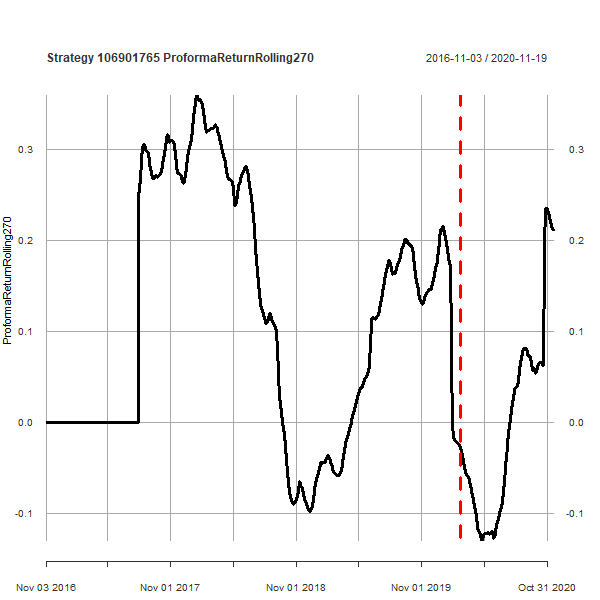 Strategy 106901765 ProformaReturnRolling270
2016-11-03 / 2020-11-19
ProformaReturnRolling270
0.3
0.3
0.2
0.2
0.1
0.1
0.0
0.0
-0.1
-0.1
Nov 03 2016
Nov 01 2017
Nov 01 2018
Nov 01 2019
Oct 31 2020